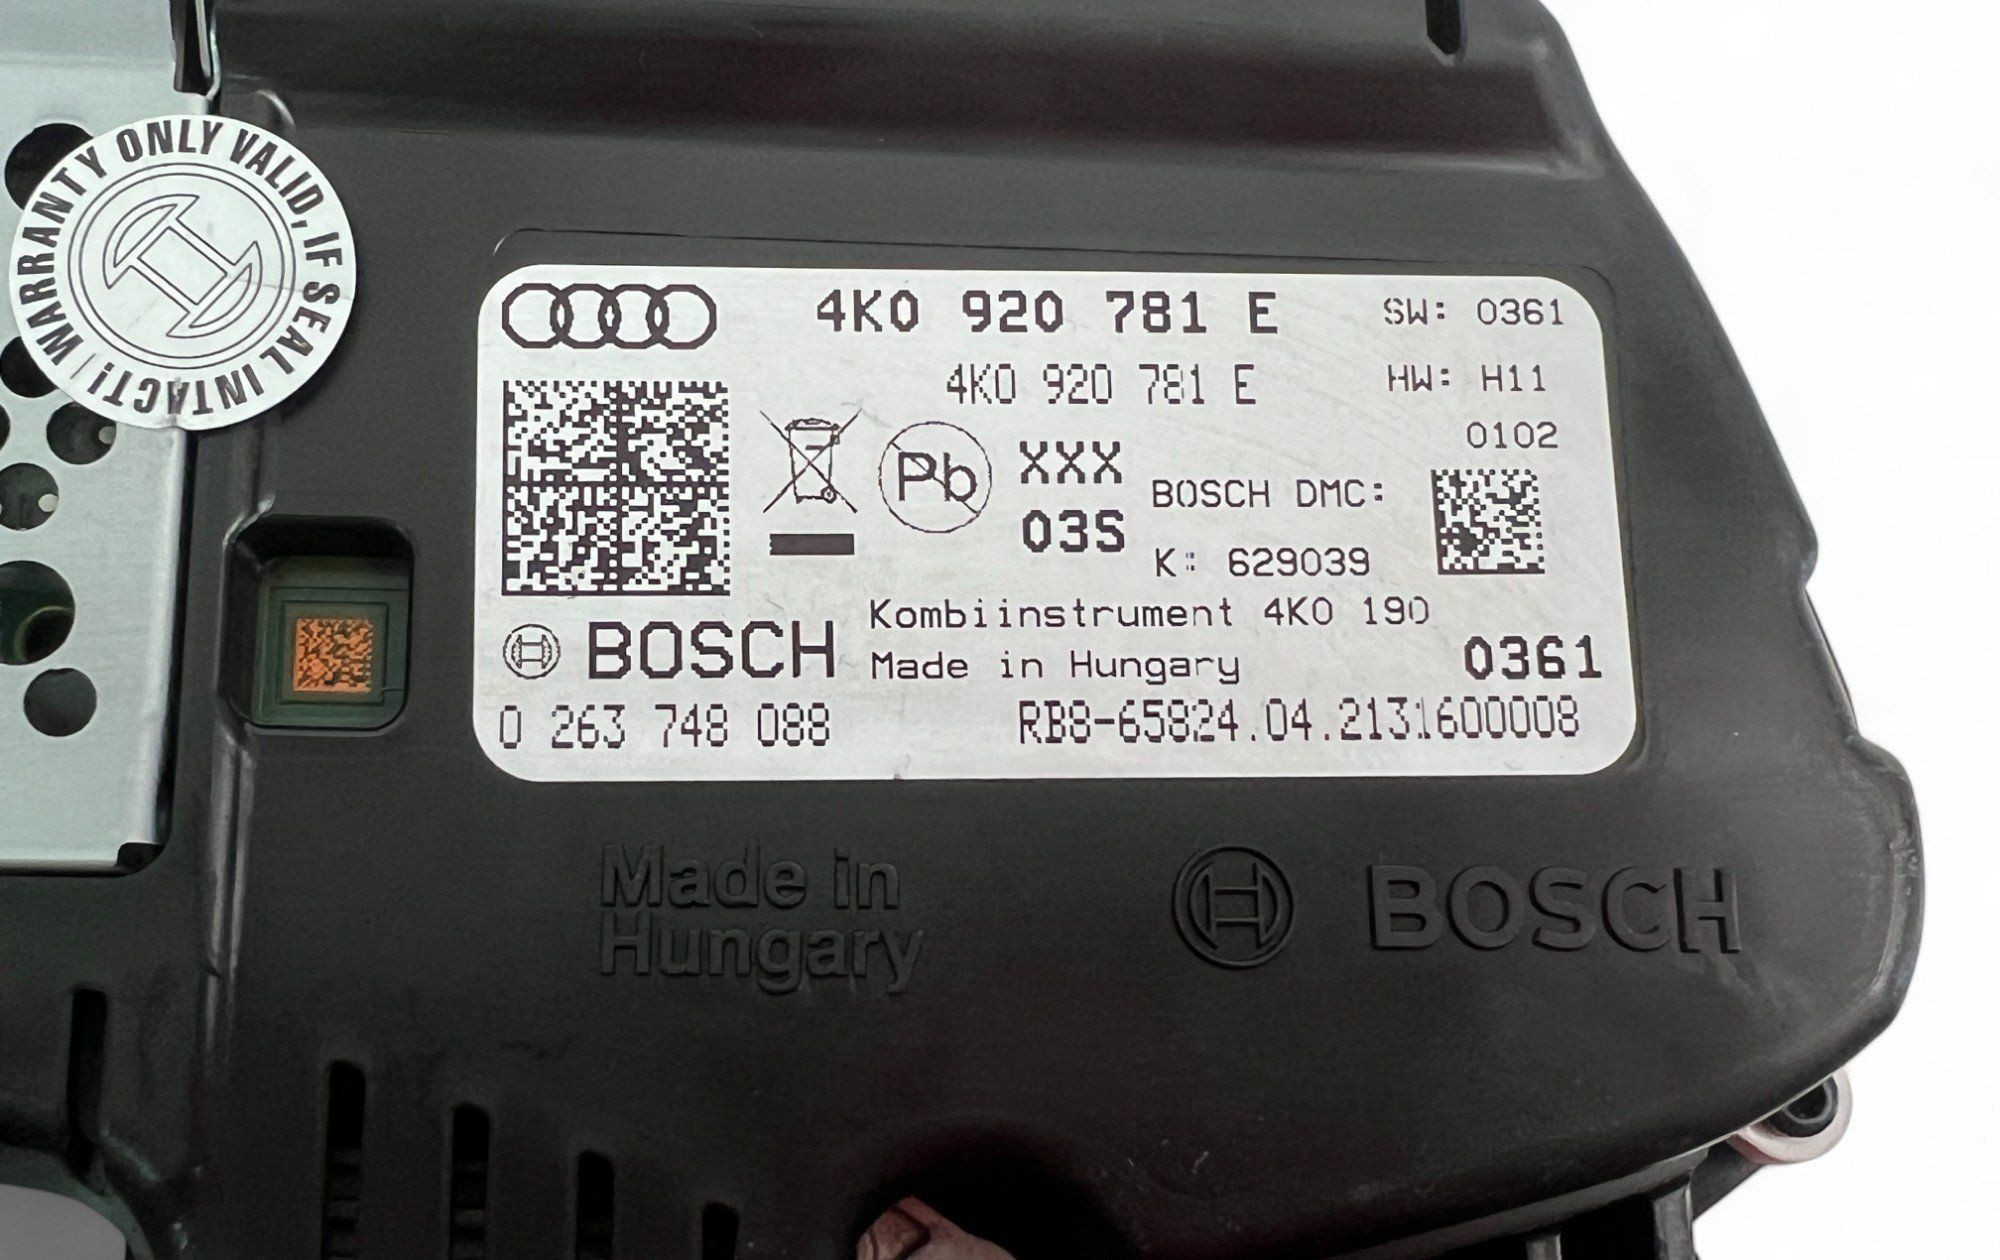 WARRANTY ONLY VALID, IF SEAL INTACT!
4K0 920 781 E
SW: 0361
4K0 920 781 E
HW: H11
0102
Pb
XXX
03S
BOSCH DMC:
K: 629039
Kombiinstrument 4K0 190
BOSCH
Made in Hungary
0361
0 263 748 088
RB8-65824.04.2131600008
Made in
Hungary
BOSCH